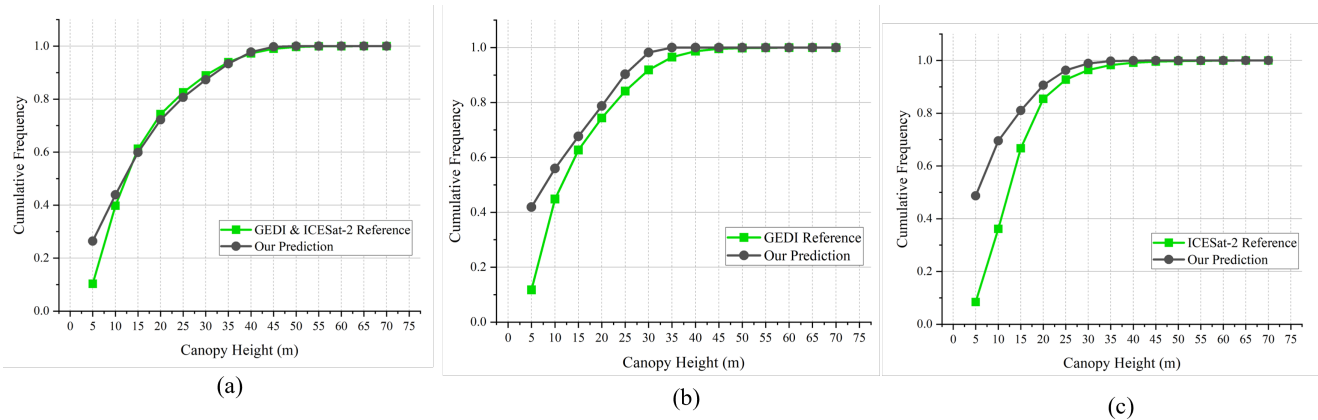 Cumulative Frequency
1.0
0.8
0.6
0.4
0.2
0.0
0 5 10 15 20 25 30 35 40 45 50 55 60 65 70 75
Canopy Height (m)
GEDI & ICESat-2 Reference
Our Prediction
(a)
Cumulative Frequency
1.0
0.8
0.6
0.4
0.2
0.0
0 5 10 15 20 25 30 35 40 45 50 55 60 65 70 75
Canopy Height (m)
GEDI Reference
Our Prediction
(b)
Cumulative Frequency
1.0
0.8
0.6
0.4
0.2
0.0
0 5 10 15 20 25 30 35 40 45 50 55 60 65 70 75
Canopy Height (m)
ICESat-2 Reference
Our Prediction
(c)